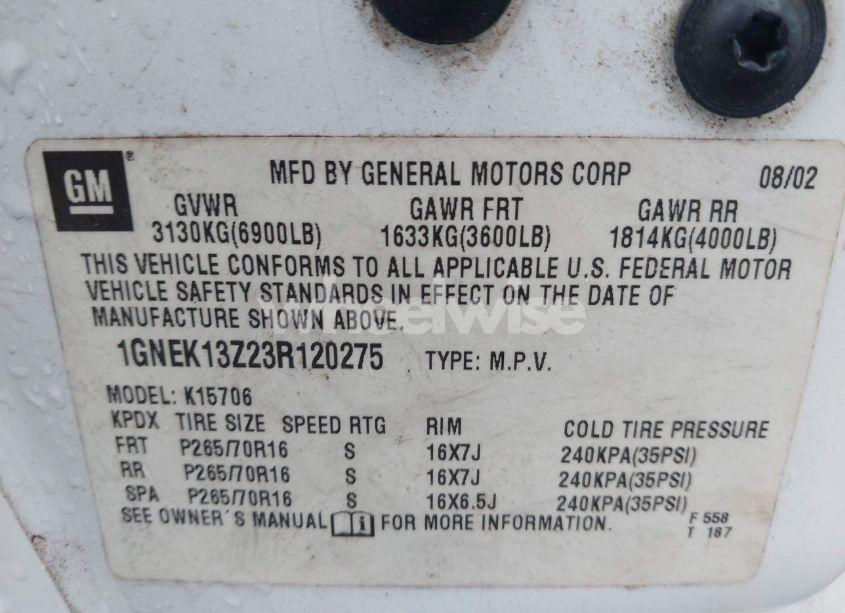 GM ® MFD BY GENERAL MOTORS CORP 08/02
GVWR GAWR FRT GAWR RR
3130KG(6900LB) 1633KG(3600LB) 1814KG(4000LB)
THIS VEHICLE CONFORMS TO ALL APPLICABLE U.S. FEDERAL MOTOR
VEHICLE SAFETY STANDARDS IN EFFECT ON THE DATE OF
wheelwise
MANUFACTURE SHOWN ABOVE.
1GNEK13Z23R120275 TYPE: M.P.V.
MODEL: K15706
KPDX TIRE SIZE SPEED RTG RIM COLD TIRE PRESSURE
FRT P265/70R16 S 16X7J 240KPA(35PSI)
RR P265/70R16 S 16X7J 240KPA(35PSI)
SPA P265/70R16 S 16X6.5J 240KPA(35PSI)
SEE OWNER'S MANUAL i FOR MORE INFORMATION. F 558
T 187